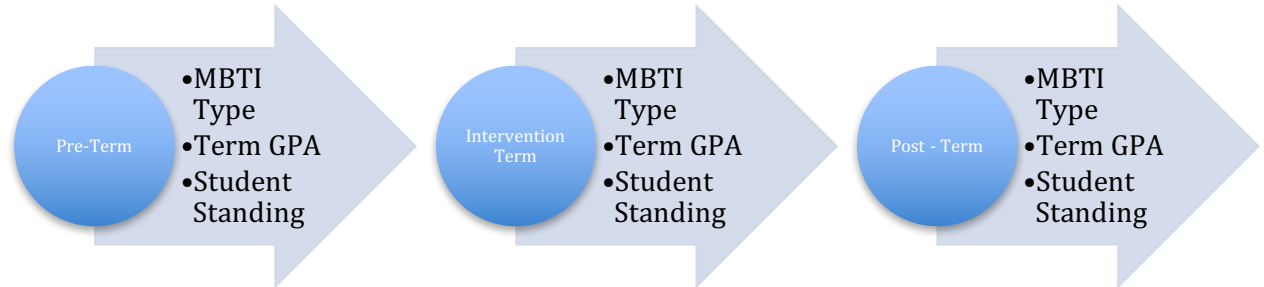 Pre-Term
•MBTI
Type
•Term GPA
•Student
Standing
Intervention
Term
•MBTI
Type
•Term GPA
•Student
Standing
Post - Term
•MBTI
Type
•Term GPA
•Student
Standing